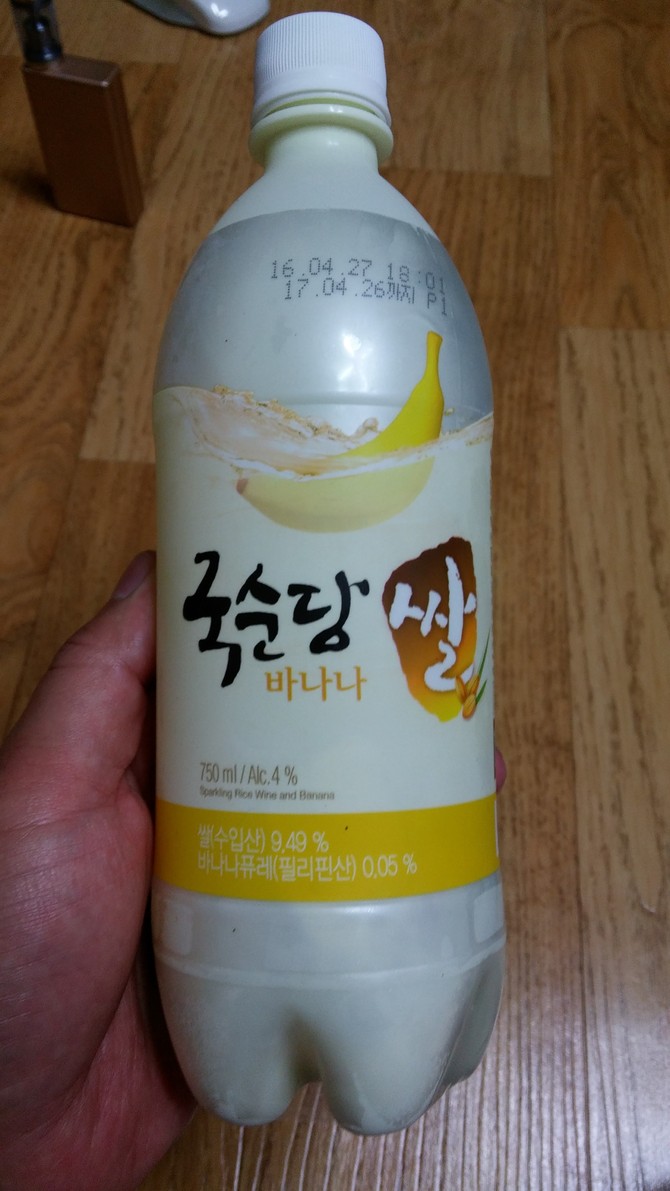 16.04.27 18:01
17.04.26까지 P1
국순당 쌀
바나나
750 ml / Alc.4 %
Sparkling Rice Wine and Banana
쌀(수입산) 9.49 %
바나나퓨레(필리핀산) 0.05 %